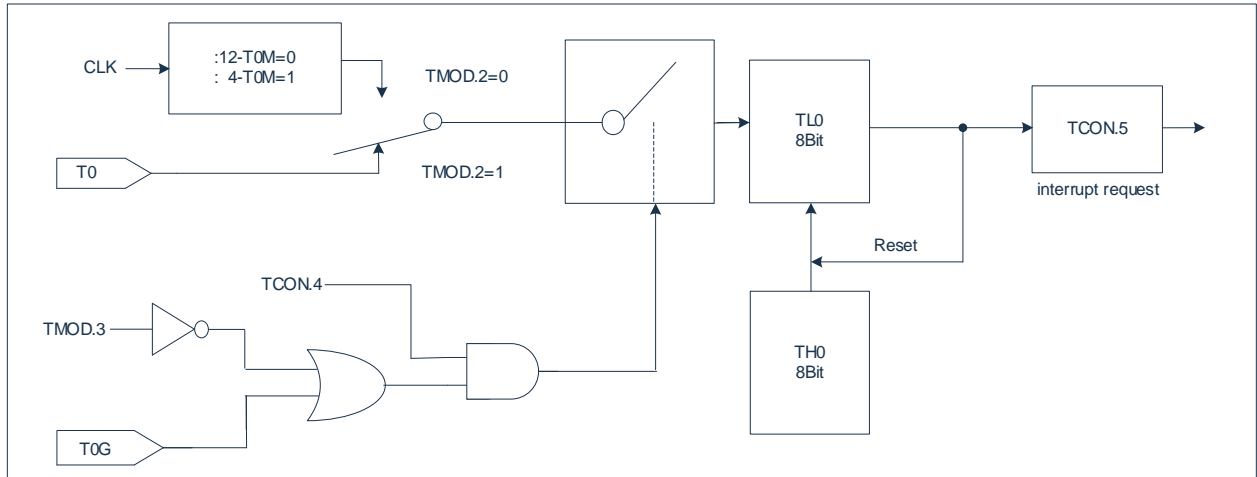 :12-T0M=0
: 4-T0M=1
CLK
TMOD.2=0
TMOD.2=1
T0
TL0
8Bit
TCON.5
interrupt request
Reset
TCON.4
TMOD.3
TH0
8Bit
T0G